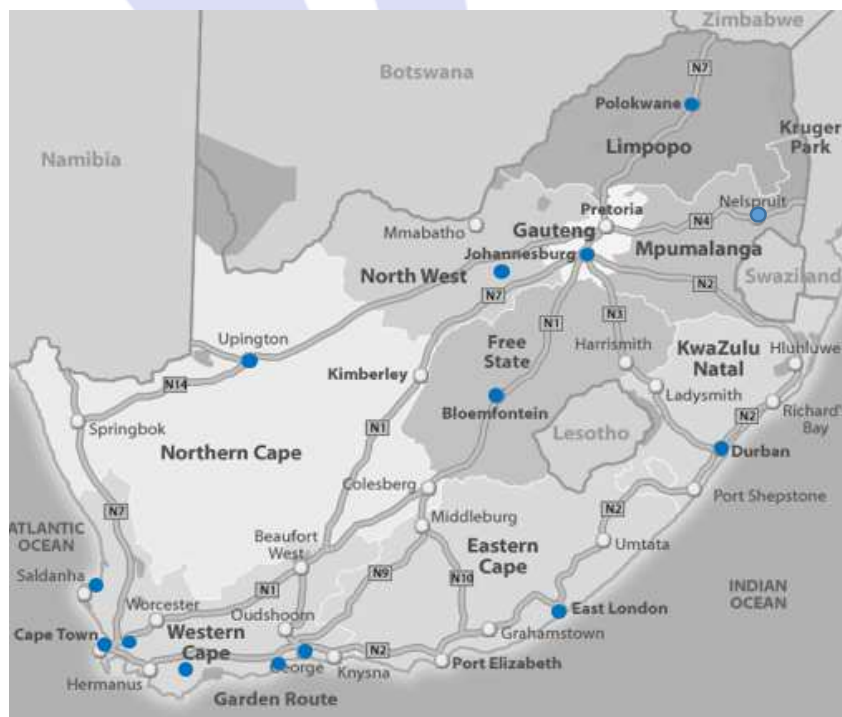 Zimbabwe
Botswana
N7
Polokwane
Kruger
Park
Limpopo
Namibia
Nelspruit
Pretoria
Mmabatho
Gauteng
N4
Mpumalanga
Johannesburg
North West
Swaziland
N7
N2
N3
N1
Upington
Free
State
Harrismith
KwaZulu
Natal
Hluhluwe
Kimberley
N14
Ladysmith
Bloemfontein
Richard's
Bay
N2
Springbok
N1
Lesotho
Northern Cape
Durban
Colesberg
Port Shepstone
N7
Middleburg
N2
ATLANTIC
OCEAN
Beaufort
West
Eastern
Cape
Umtata
Saldanha
N9
N10
INDIAN
OCEAN
N1
Worcester
Oudshoorn
East London
Cape Town
Western
Cape
Grahamstown
N2
George
Knysna
Port Elizabeth
Hermanus
Garden Route